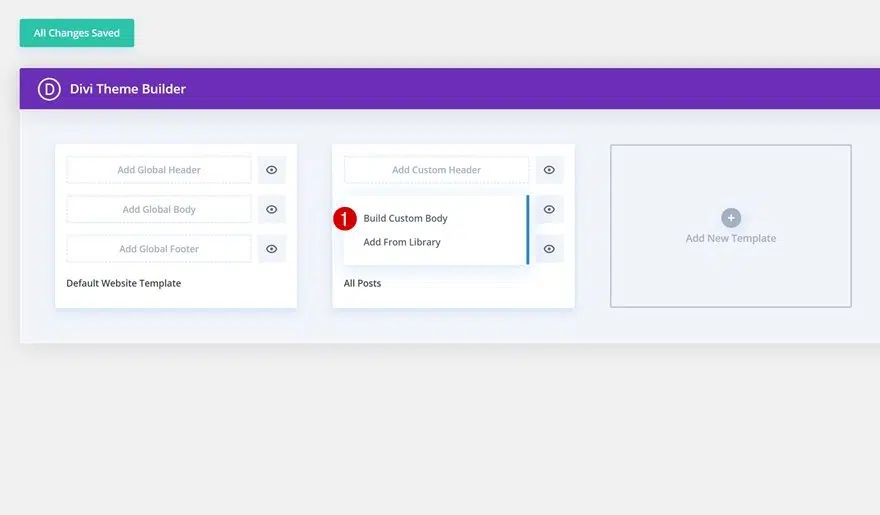 All Changes Saved
D Divi Theme Builder
Add Global Header
Add Global Body
Add Global Footer
Default Website Template
Add Custom Header
1 Build Custom Body
Add From Library
All Posts
+
Add New Template